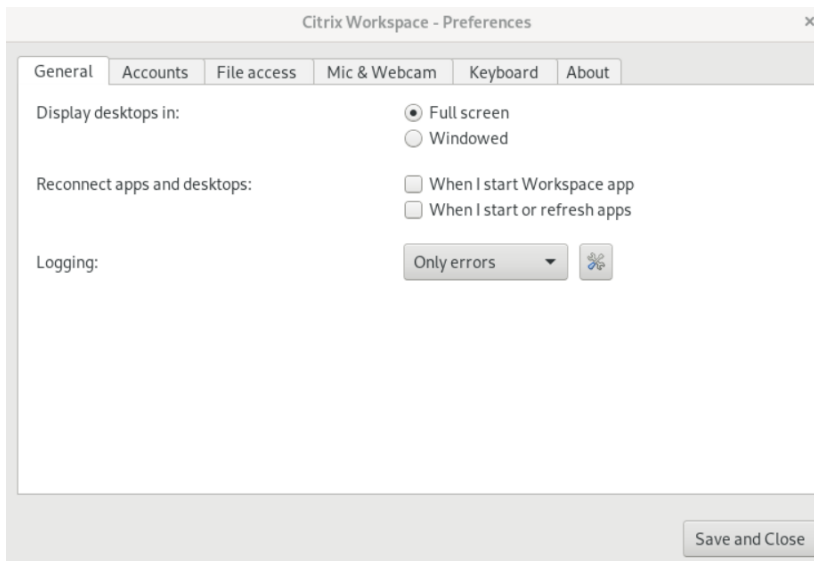 Citrix Workspace - Preferences
General Accounts File access Mic & Webcam Keyboard About
Display desktops in: Full screen
Windowed
Reconnect apps and desktops: When I start Workspace app
When I start or refresh apps
Logging: Only errors
Save and Close